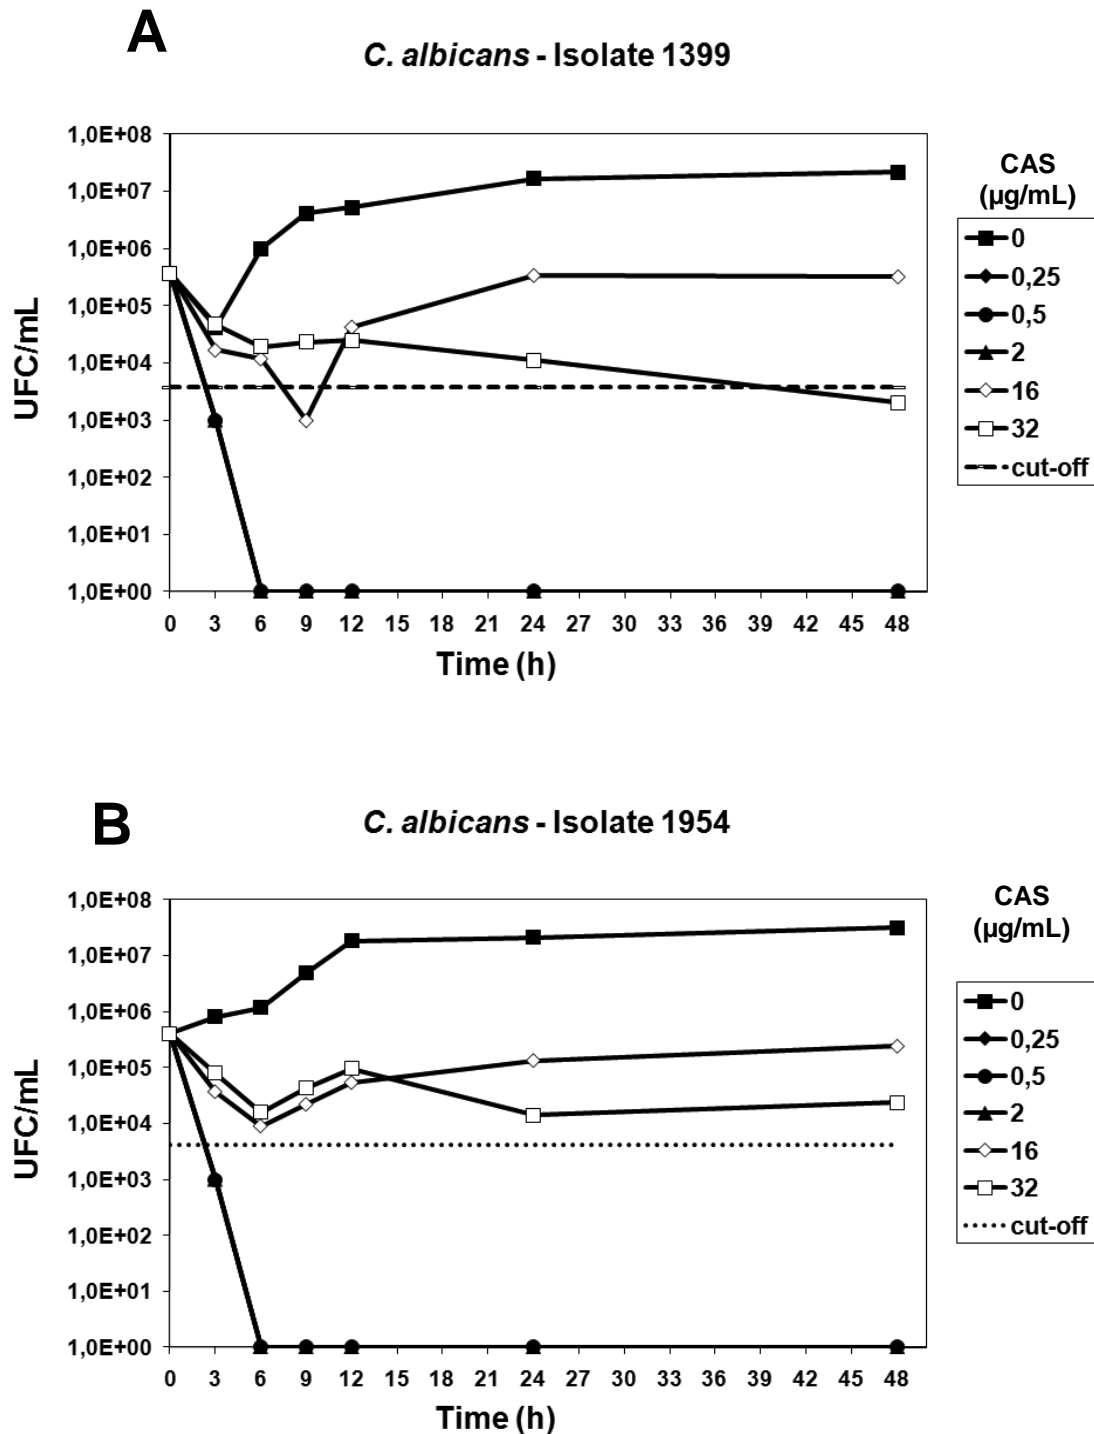 A
C. albicans - Isolate 1399
1,0E+08
1,0E+07
1,0E+06
1,0E+05
1,0E+04
1,0E+03
1,0E+02
1,0E+01
1,0E+00
UFC/mL
0 3 6 9 12 15 18 21 24 27 30 33 36 39 42 45 48
Time (h)
CAS
(µg/mL)
0
0,25
0,5
2
16
32
cut-off
B
C. albicans - Isolate 1954
1,0E+08
1,0E+07
1,0E+06
1,0E+05
1,0E+04
1,0E+03
1,0E+02
1,0E+01
1,0E+00
UFC/mL
0 3 6 9 12 15 18 21 24 27 30 33 36 39 42 45 48
Time (h)
CAS
(µg/mL)
0
0,25
0,5
2
16
32
cut-off